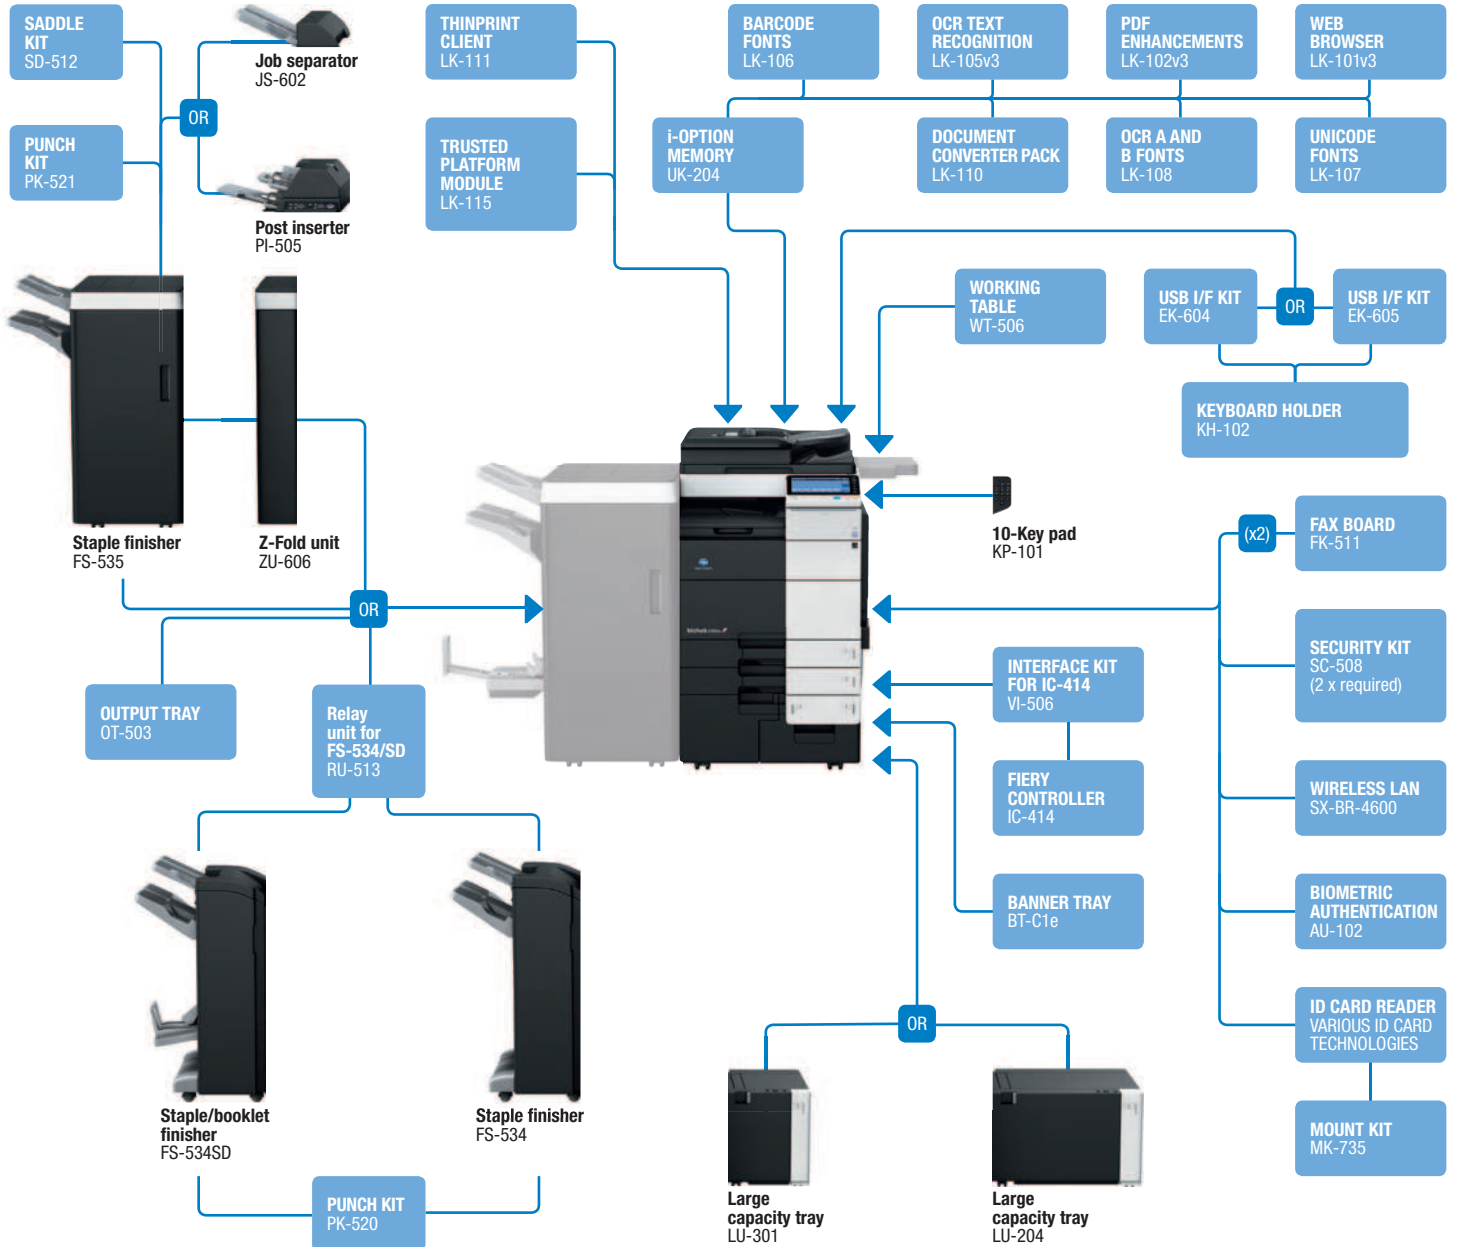 SADDLE
KIT
SD-512
Job separator
JS-602
OR
PUNCH
KIT
PK-521
Post inserter
PI-505
THINPRINT
CLIENT
LK-111
TRUSTED
PLATFORM
MODULE
LK-115
BARCODE
FONTS
LK-106
OCR TEXT
RECOGNITION
LK-105v3
PDF
ENHANCEMENTS
LK-102v3
WEB
BROWSER
LK-101v3
i-OPTION
MEMORY
UK-204
DOCUMENT
CONVERTER PACK
LK-110
OCR A AND
B FONTS
LK-108
UNICODE
FONTS
LK-107
WORKING
TABLE
WT-506
USB I/F KIT
EK-604
OR
USB I/F KIT
EK-605
KEYBOARD HOLDER
KH-102
Staple finisher
FS-535
Z-Fold unit
ZU-606
10-Key pad
KP-101
(x2)
FAX BOARD
FK-511
OR
SECURITY KIT
SC-508
(2 x required)
OUTPUT TRAY
OT-503
Relay
unit for
FS-534/SD
RU-513
INTERFACE KIT
FOR IC-414
VI-506
FIERY
CONTROLLER
IC-414
WIRELESS LAN
SX-BR-4600
BANNER TRAY
BT-C1e
BIOMETRIC
AUTHENTICATION
AU-102
ID CARD READER
VARIOUS ID CARD
TECHNOLOGIES
OR
MOUNT KIT
MK-735
Staple/booklet
finisher
FS-534SD
Staple finisher
FS-534
PUNCH KIT
PK-520
Large
capacity tray
LU-301
Large
capacity tray
LU-204